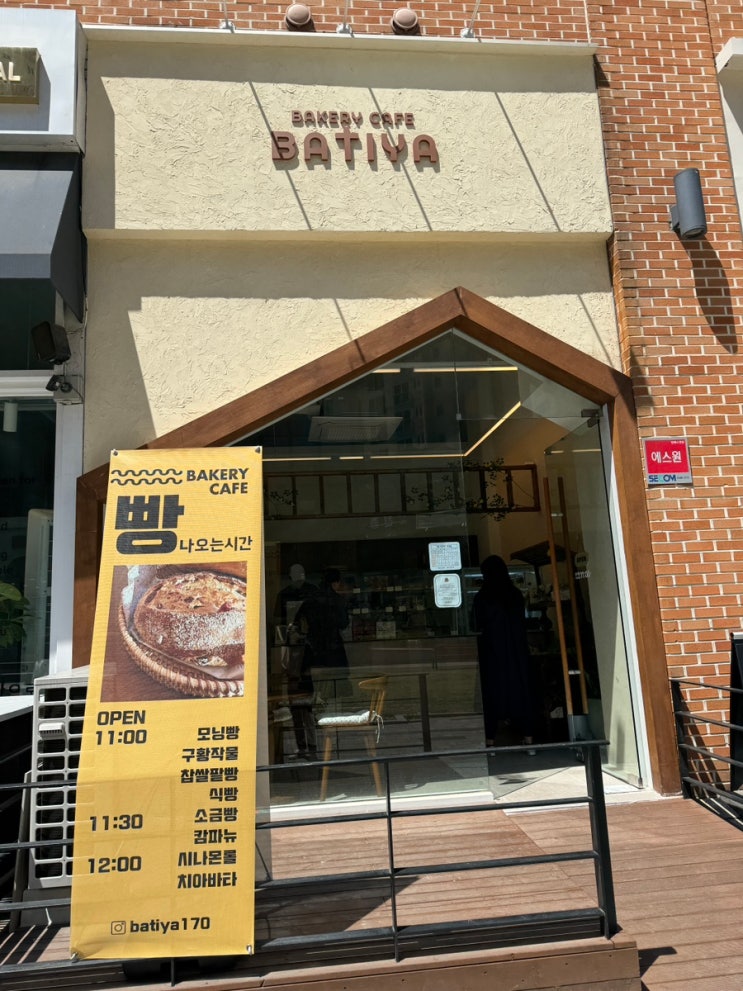 AL
BAKERY CAFE
BATIYA
에스원
SECOM
BAKERY
CAFE
빵 나오는시간
OPEN
11:00 모닝빵
구황작물
찹쌀팥빵
식빵
11:30 소금빵
캄파뉴
12:00 시나몬롤
치아바타
batiya170